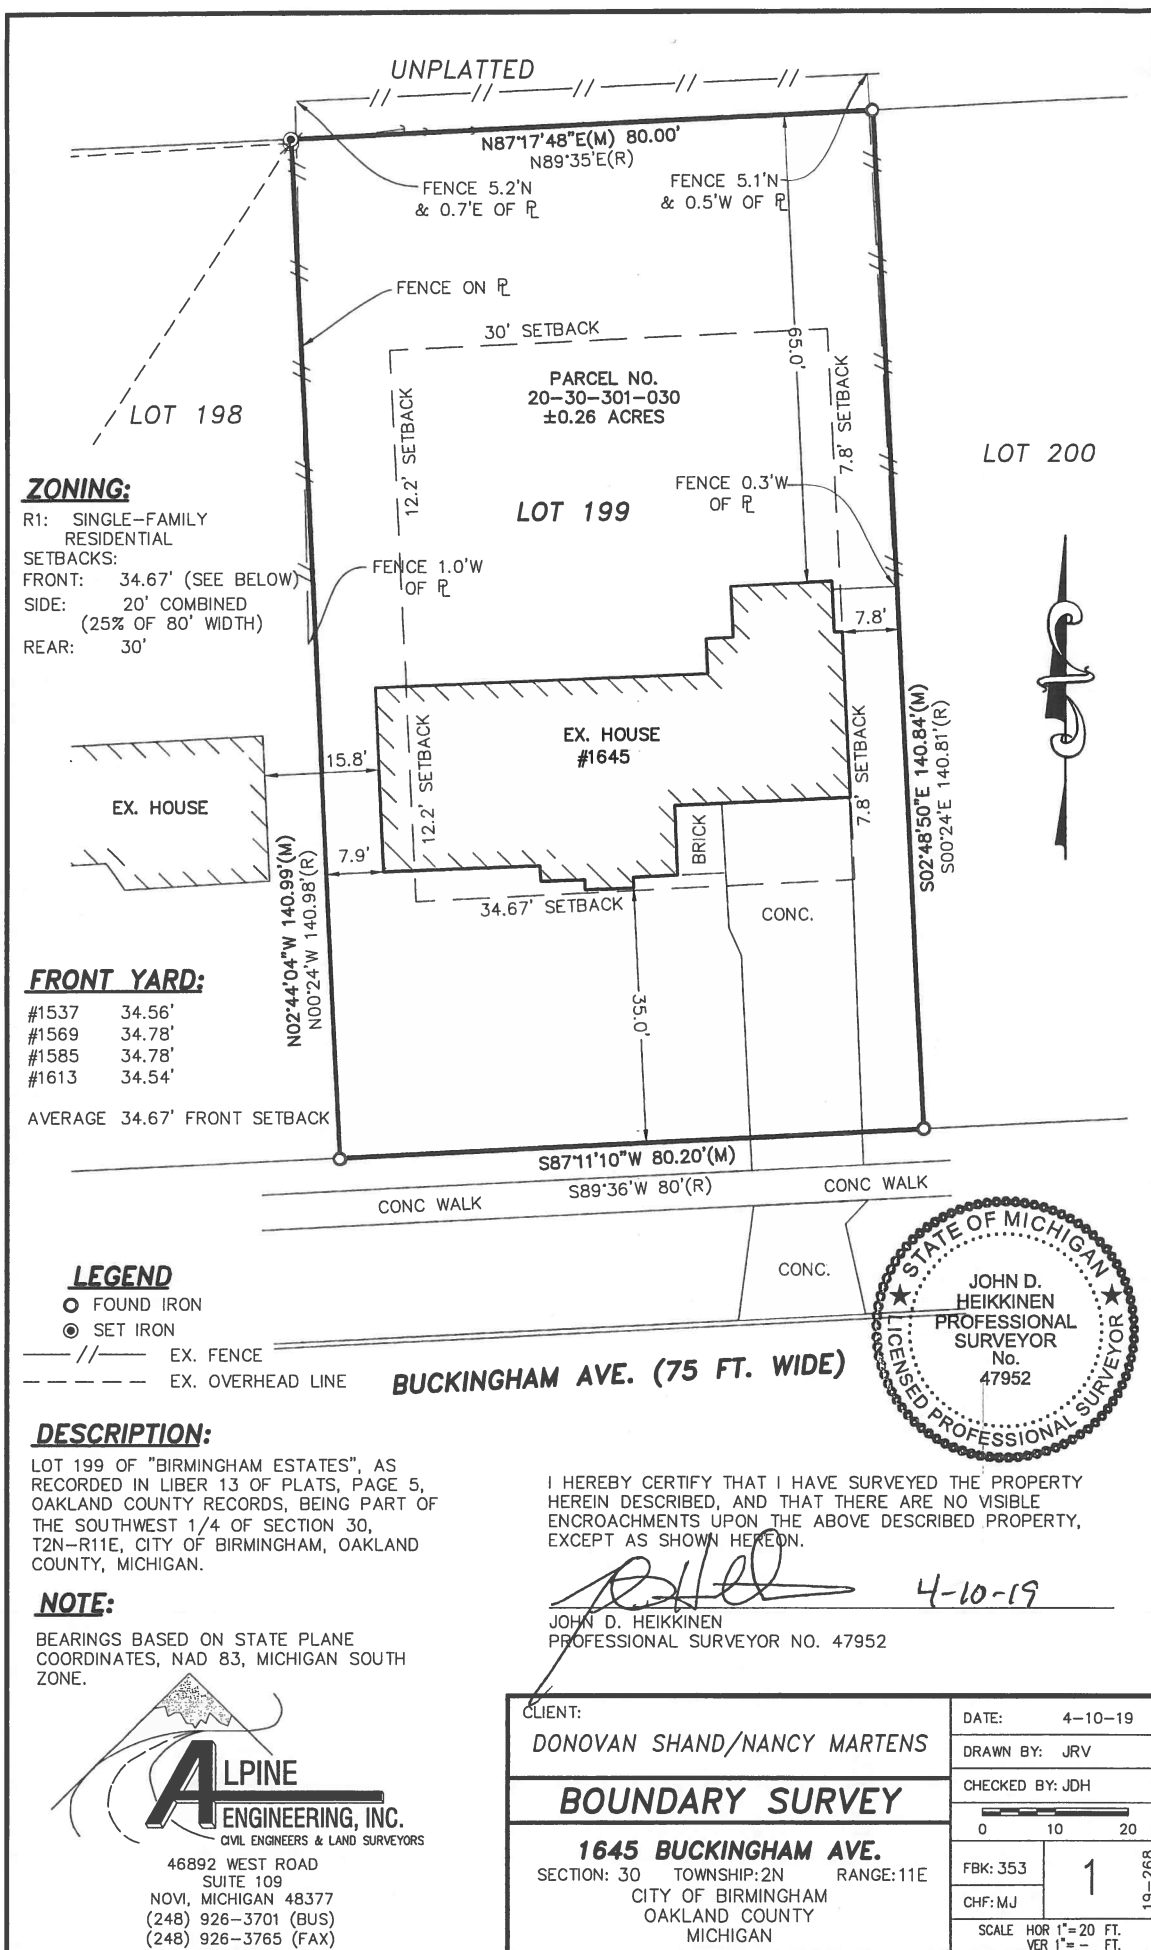 UNPLATTED
N87°17'48"E(M) 80.00'
N89°35'E(R)
FENCE 5.2'N
& 0.7'E OF PL
FENCE 5.1'N
& 0.5'W OF PL
FENCE ON PL
30' SETBACK
65.0'
PARCEL NO.
20-30-301-030
±0.26 ACRES
12.2' SETBACK
7.8' SETBACK
LOT 198
LOT 199
LOT 200
FENCE 0.3'W
OF PL
ZONING:
R1: SINGLE-FAMILY
RESIDENTIAL
SETBACKS:
FRONT: 34.67' (SEE BELOW)
SIDE: 20' COMBINED
(25% OF 80' WIDTH)
REAR: 30'
FENCE 1.0'W
OF PL
7.8'
EX. HOUSE
#1645
15.8'
12.2' SETBACK
7.8' SETBACK
S02°48'50"E 140.84'(M)
S00°24'E 140.81'(R)
EX. HOUSE
7.9'
BRICK
N02°44'04"W 140.99'(M)
N00°24'W 140.98'(R)
34.67' SETBACK
CONC.
35.0'
FRONT YARD:
#1537 34.56'
#1569 34.78'
#1585 34.78'
#1613 34.54'
AVERAGE 34.67' FRONT SETBACK
S87°11'10"W 80.20'(M)
S89°36'W 80'(R)
CONC WALK
CONC WALK
CONC.
LEGEND
FOUND IRON
SET IRON
EX. FENCE
EX. OVERHEAD LINE
BUCKINGHAM AVE. (75 FT. WIDE)
STATE OF MICHIGAN
JOHN D.
HEIKKINEN
PROFESSIONAL
SURVEYOR
No.
47952
LICENSED PROFESSIONAL SURVEYOR
DESCRIPTION:
LOT 199 OF "BIRMINGHAM ESTATES", AS
RECORDED IN LIBER 13 OF PLATS, PAGE 5,
OAKLAND COUNTY RECORDS, BEING PART OF
THE SOUTHWEST 1/4 OF SECTION 30,
T2N-R11E, CITY OF BIRMINGHAM, OAKLAND
COUNTY, MICHIGAN.
I HEREBY CERTIFY THAT I HAVE SURVEYED THE PROPERTY
HEREIN DESCRIBED, AND THAT THERE ARE NO VISIBLE
ENCROACHMENTS UPON THE ABOVE DESCRIBED PROPERTY,
EXCEPT AS SHOWN HEREON.
4-10-19
JOHN D. HEIKKINEN
PROFESSIONAL SURVEYOR NO. 47952
NOTE:
BEARINGS BASED ON STATE PLANE
COORDINATES, NAD 83, MICHIGAN SOUTH
ZONE.
ALPINE
ENGINEERING, INC.
CIVIL ENGINEERS & LAND SURVEYORS
46892 WEST ROAD
SUITE 109
NOVI, MICHIGAN 48377
(248) 926-3701 (BUS)
(248) 926-3765 (FAX)
CLIENT:
DONOVAN SHAND/NANCY MARTENS
BOUNDARY SURVEY
1645 BUCKINGHAM AVE.
SECTION: 30 TOWNSHIP: 2N RANGE: 11E
CITY OF BIRMINGHAM
OAKLAND COUNTY
MICHIGAN
DATE: 4-10-19
DRAWN BY: JRV
CHECKED BY: JDH
0 10 20
FBK: 353
CHF: MJ
1
19-268
SCALE HOR 1"=20 FT.
VER 1"= - FT.